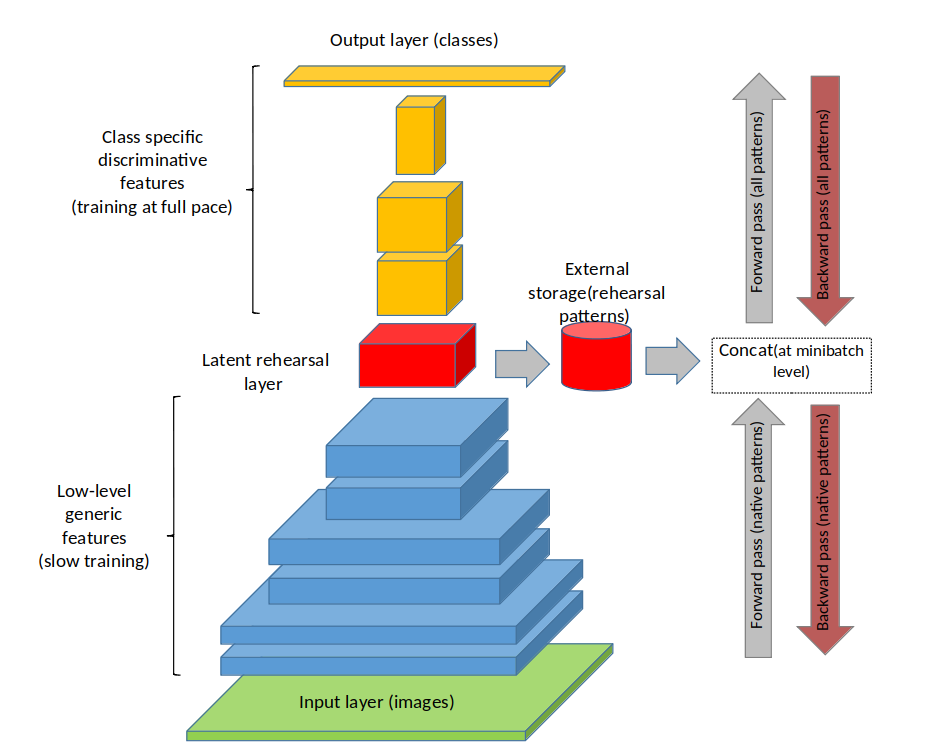 Output layer (classes)
Class specific
discriminative
features
(training at full pace)
External
storage(rehearsal
patterns)
Latent rehearsal
layer
Low-level
generic
features
(slow training)
Input layer (images)
Forward pass (all patterns)
Backward pass (all patterns)
Concat(at minibatch
level)
Forward pass (native patterns)
Backward pass (native patterns)